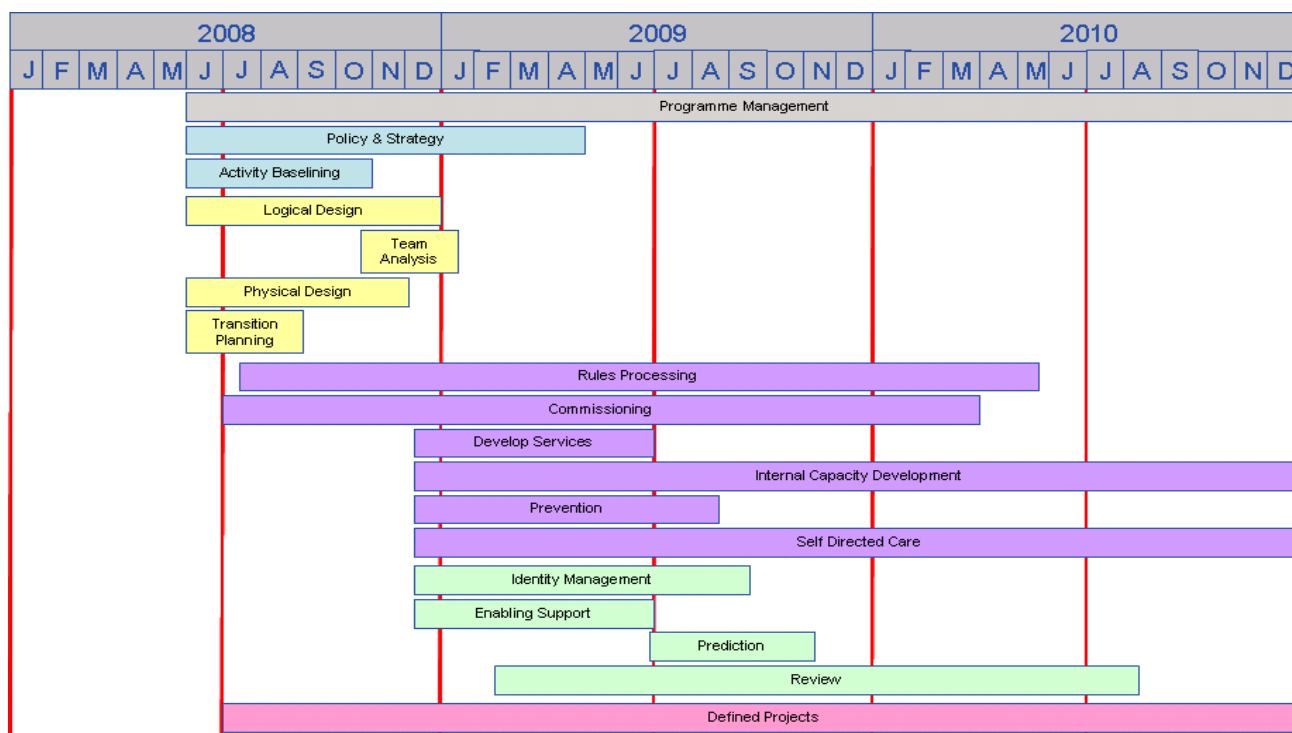 2008 2009 2010
J F M A M J J A S O N D J F M A M J J A S O N D J F M A M J J A S O N D
Programme Management
Policy & Strategy
Activity Baselining
Logical Design
Team
Analysis
Physical Design
Transition
Planning
Rules Processing
Commissioning
Develop Services
Internal Capacity Development
Prevention
Self Directed Care
Identity Management
Enabling Support
Prediction
Review
Defined Projects